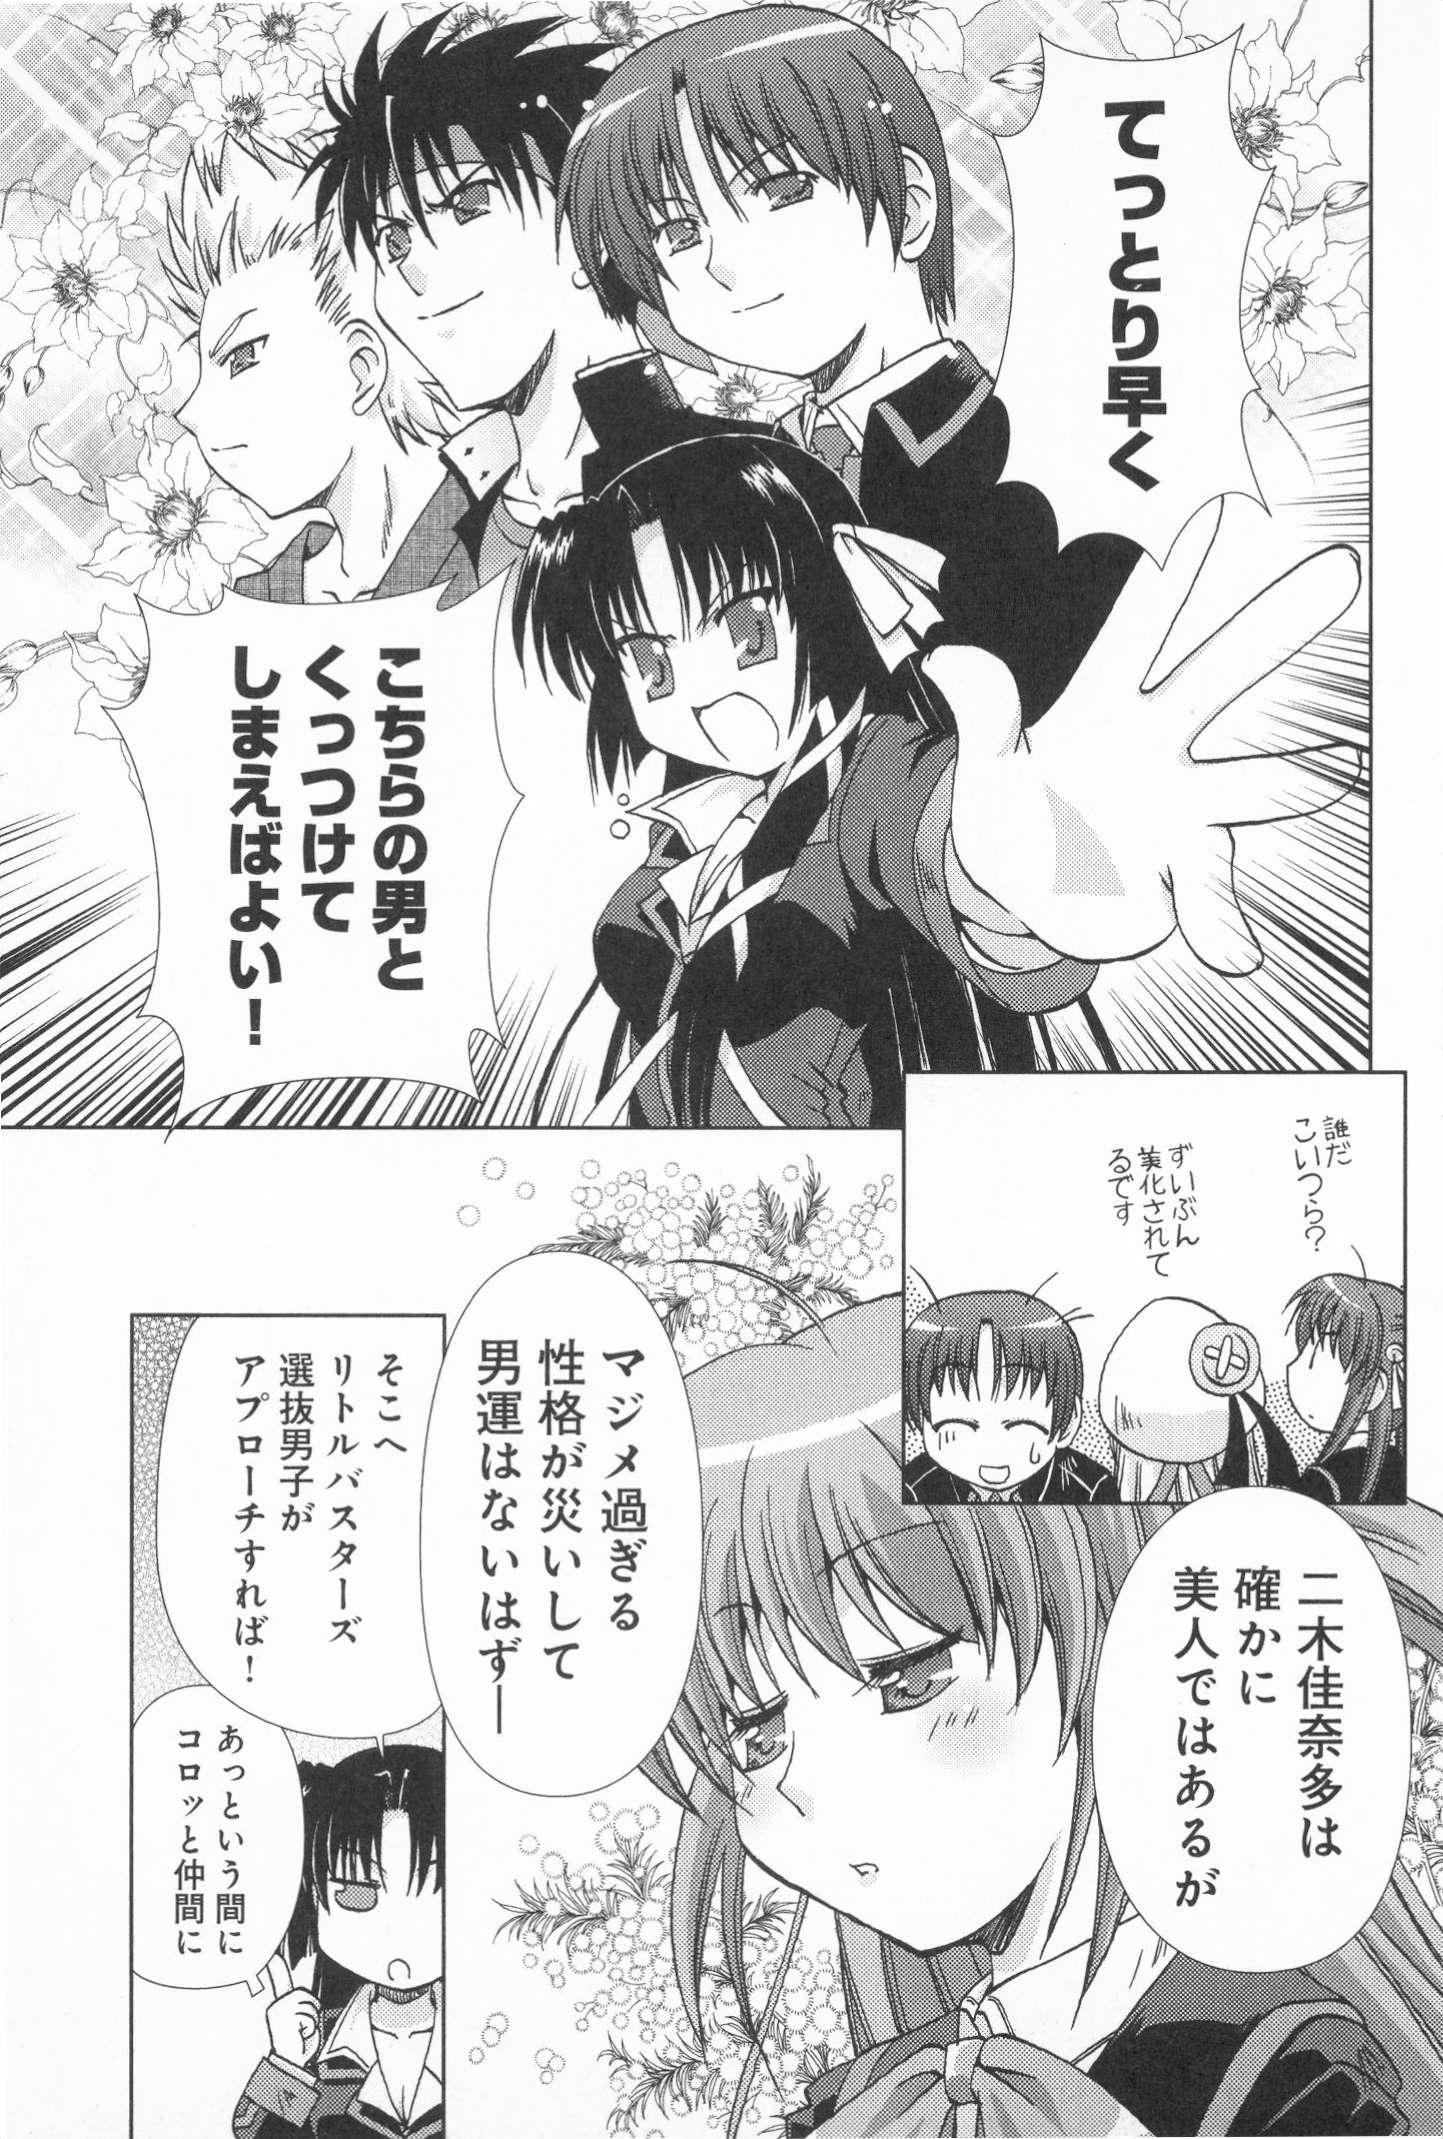 てっとり早く
こちらの男と
くっつけて
しまえばよい!
誰だ
こいつら?
ずいぶん
美化されて
るです
二木佳奈多は
確かに
美人ではあるが
マジメ過ぎる
性格が災いして
男運はないはず―
そこへ
リトルバスターズ
選抜男子が
アプローチすれば!
あっという間に
コロッと仲間に